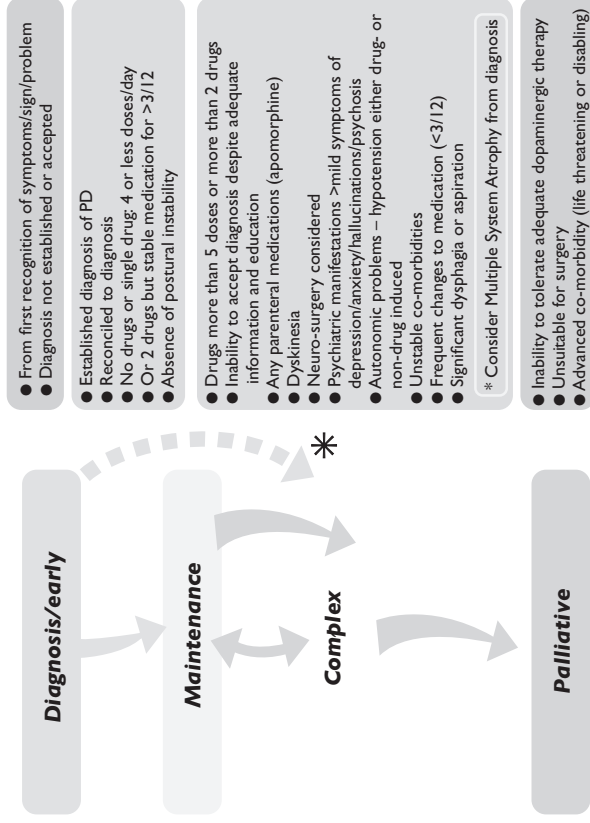 Diagnosis/early
● From first recognition of symptoms/sign/problem
● Diagnosis not established or accepted
Maintenance
● Established diagnosis of PD
● Reconciled to diagnosis
● No drugs or single drug; 4 or less doses/day
● Or 2 drugs but stable medication for >3/12
● Absence of postural instability
Complex
*
● Drugs more than 5 doses or more than 2 drugs
● Inability to accept diagnosis despite adequate
information and education
● Any parenteral medications (apomorphine)
● Dyskinesia
● Neuro-surgery considered
● Psychiatric manifestations >mild symptoms of
depression/anxiety/hallucinations/psychosis
● Autonomic problems – hypotension either drug- or
non-drug induced
● Unstable co-morbidities
● Frequent changes to medication (<3/12)
● Significant dysphagia or aspiration
* Consider Multiple System Atrophy from diagnosis
Palliative
● Inability to tolerate adequate dopaminergic therapy
● Unsuitable for surgery
● Advanced co-morbidity (life threatening or disabling)